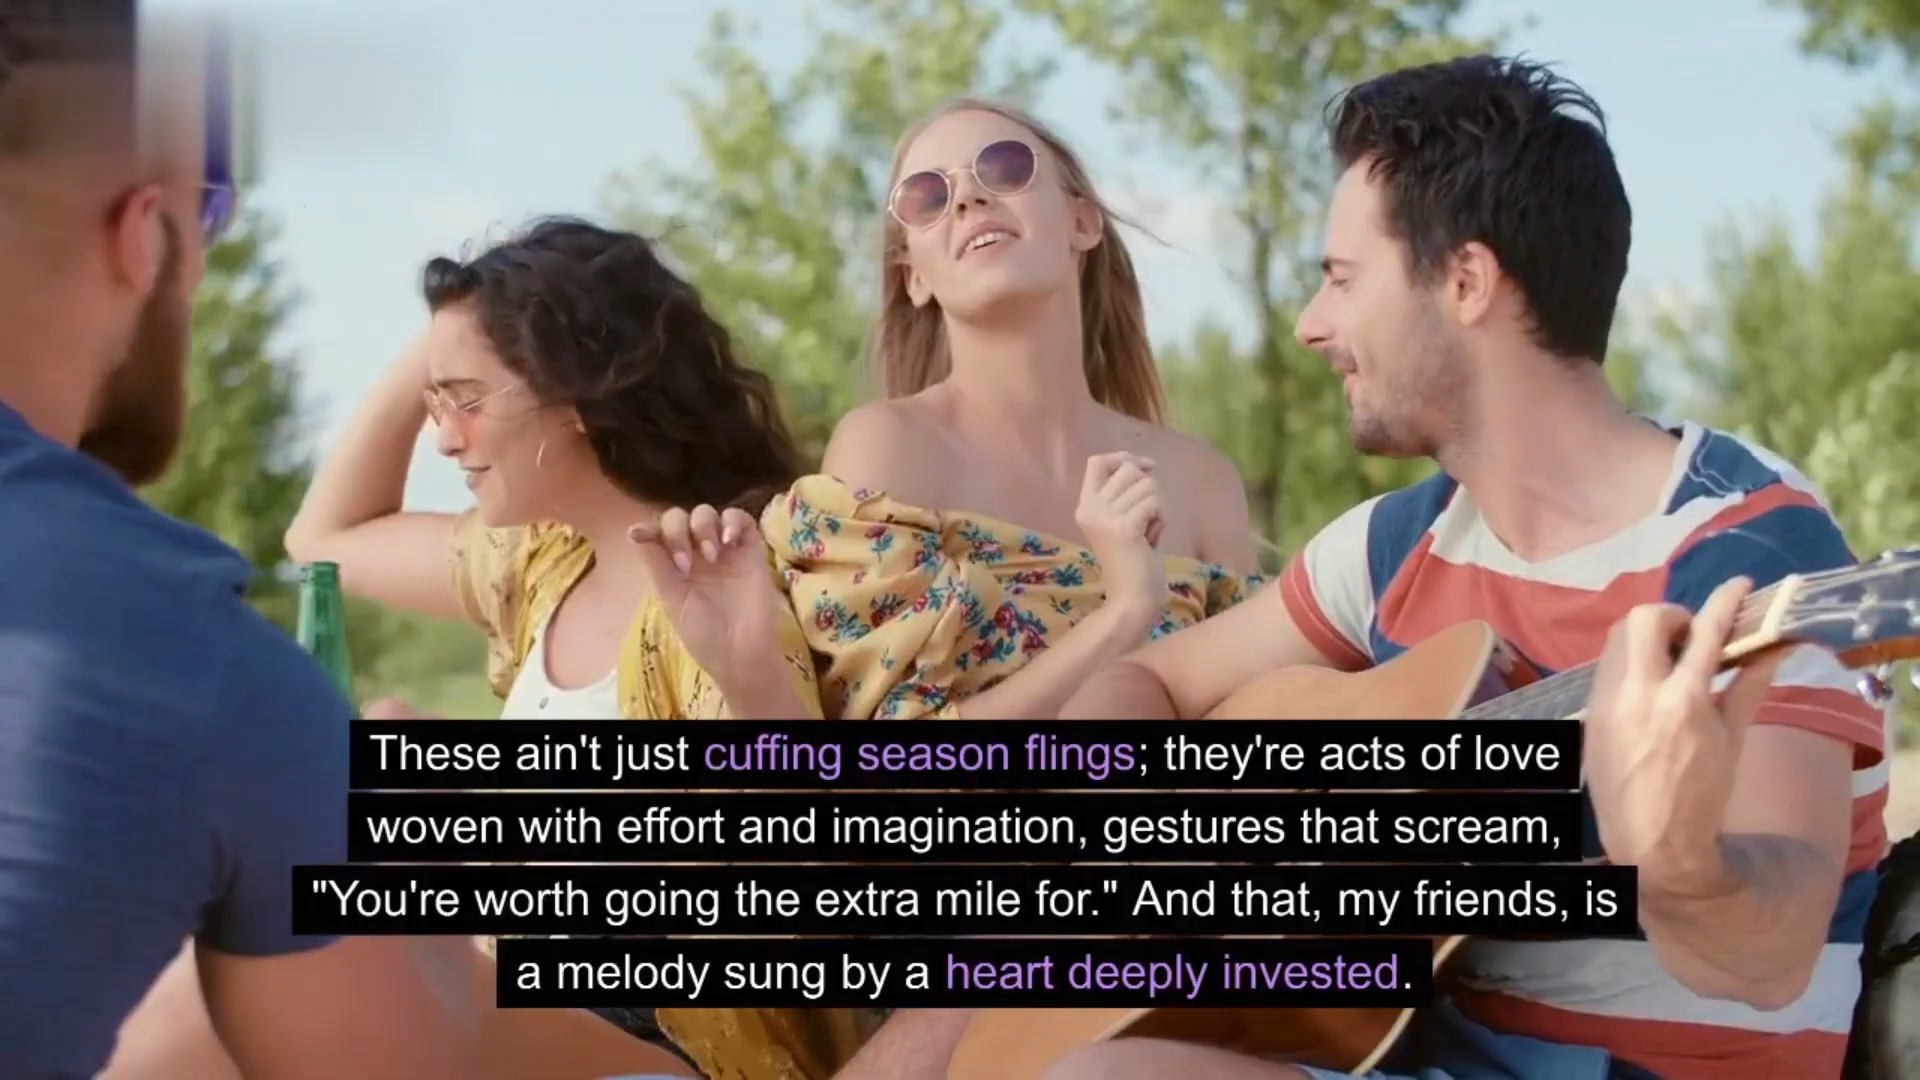 These ain't just cuffing season flings; they're acts of love
woven with effort and imagination, gestures that scream,
"You're worth going the extra mile for." And that, my friends, is
a melody sung by a heart deeply invested.